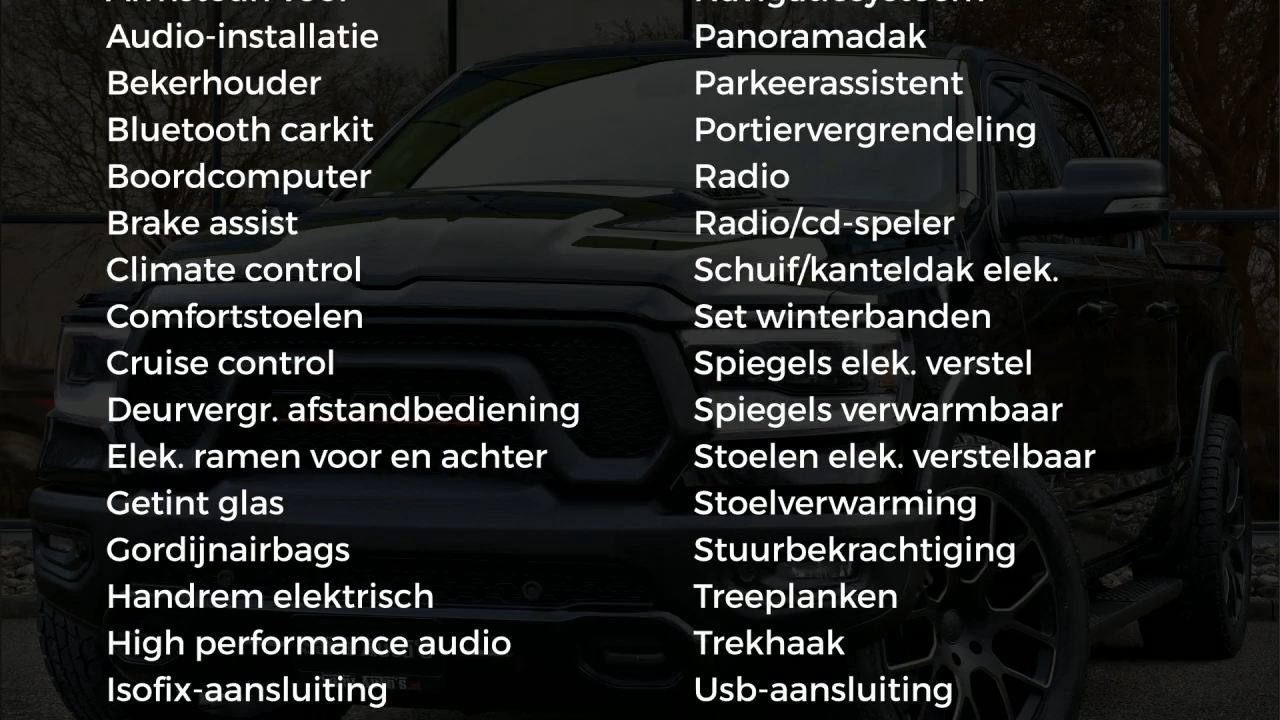 Audio-installatie
Bekerhouder
Bluetooth carkit
Boordcomputer
Brake assist
Climate control
Comfortstoelen
Cruise control
Deurvergr. afstandbediening
Elek. ramen voor en achter
Getint glas
Gordijnairbags
Handrem elektrisch
High performance audio
Isofix-aansluiting
Panoramadak
Parkeerassistent
Portiervergrendeling
Radio
Radio/cd-speler
Schuif/kanteldak elek.
Set winterbanden
Spiegels elek. verstel
Spiegels verwarmbaar
Stoelen elek. verstelbaar
Stoelverwarming
Stuurbekrachtiging
Treeplanken
Trekhaak
Usb-aansluiting